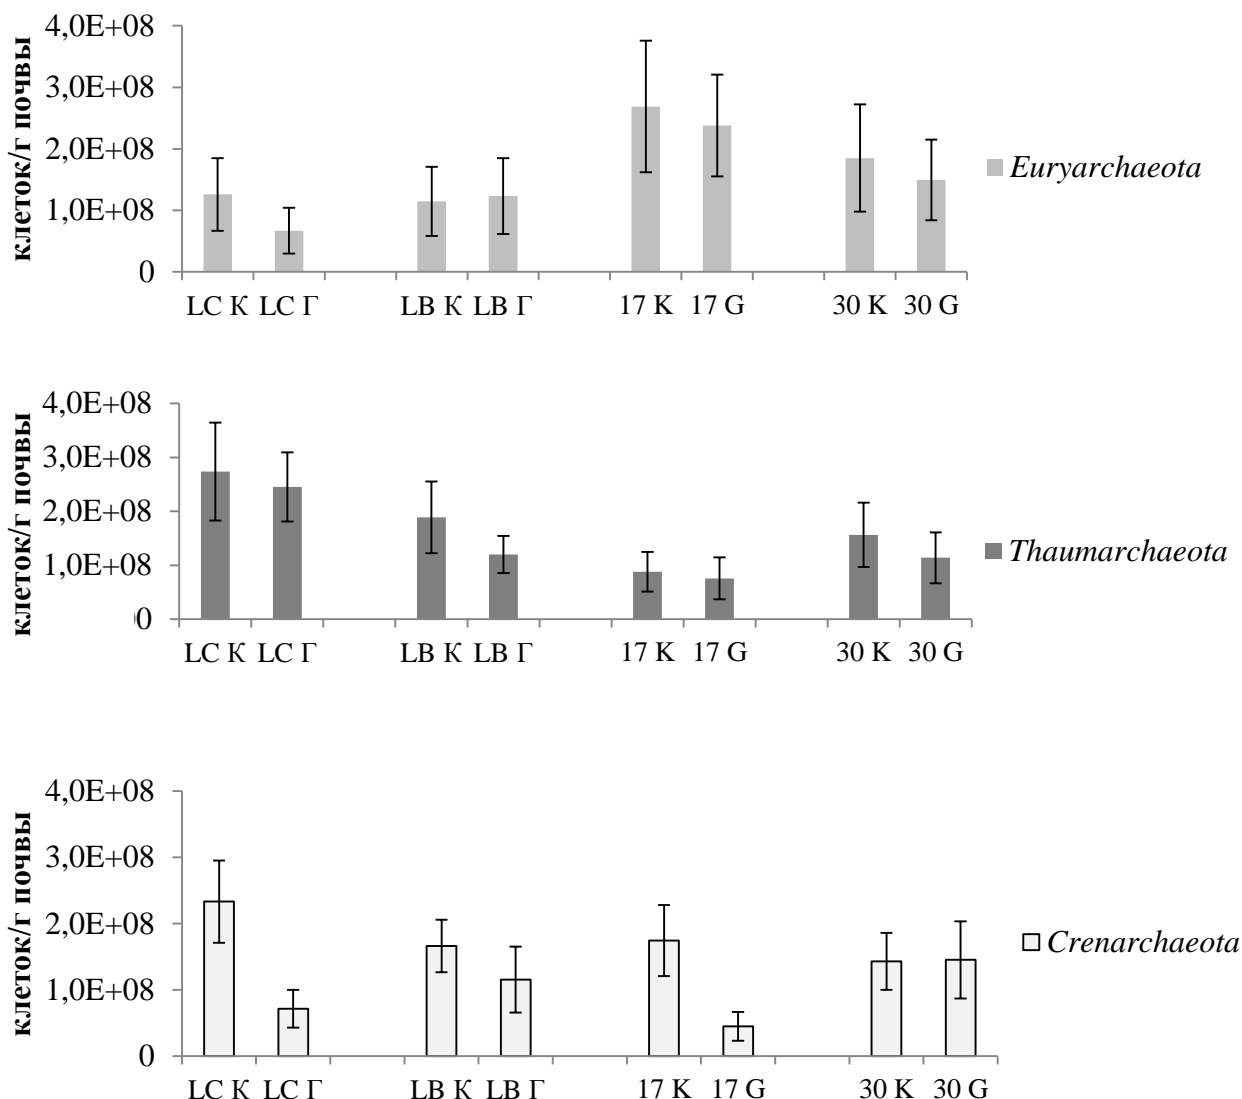 клеток/г почвы
4,0E+08
3,0E+08
2,0E+08
1,0E+08
0
LC К LC Г LB К LB Г 17 K 17 G 30 K 30 G
Euryarchaeota
клеток/г почвы
4,0E+08
3,0E+08
2,0E+08
1,0E+08
0
LC К LC Г LB К LB Г 17 K 17 G 30 K 30 G
Thaumarchaeota
клеток/г почвы
4,0E+08
3,0E+08
2,0E+08
1,0E+08
0
LC К LC Г LB К LB Г 17 K 17 G 30 K 30 G
Crenarchaeota